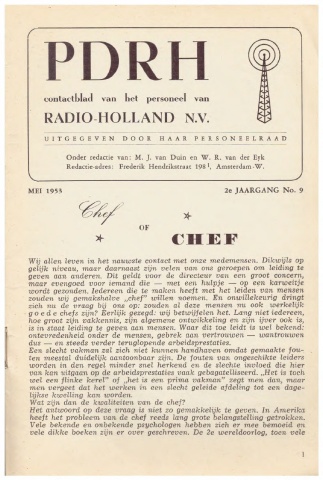 PDRH
contactblad van het personeel van
RADIO-HOLLAND N.V.
UITGEGEVEN DOOR HAAR PERSONEELRAAD
Onder redactie van: M. J. van Duin en W. R. van der Eyk
Redactie-adres: Frederik Hendrikstraat 198¹, Amsterdam-W.
MEI 1955
2e JAARGANG No. 9
Chef
OF
CHEF
Wij allen leven in het nauwste contact met onze medemensen. Dikwijls op
gelijk niveau, maar daarnaast zijn velen van ons geroepen om leiding te
geven aan anderen. Dit geldt voor de directeur van een groot concern,
maar evengoed voor iemand die — met een hulpje — op een karweitje
wordt gezonden. Iedereen die te maken heeft met het leiden van mensen
zouden wij gemakshalve „chef" willen noemen. En onwillekeurig dringt
zich nu de vraag bij ons op: zouden al deze mensen nu ook werkelijk
goede chefs zijn? Eerlijk gezegd: wij betwijfelen het. Lang niet iedereen,
hoe groot zijn vakkennis, zijn algemene ontwikkeling en zijn ijver ook is,
is in staat leiding te geven aan mensen. Waar dit toe leidt is wel bekend:
ontevredenheid onder de mensen, gebrek aan vertrouwen — wantrouwen
dus — en steeds verder teruglopende arbeidsprestaties.
Een slecht vakman zal zich niet kunnen handhaven omdat gemaakte fou-
ten meestal duidelijk aantoonbaar zijn. De fouten van ongeschikte leiders
worden in den regel minder snel herkend en de slechte invloed die hier
van kan uitgaan op de arbeidsprestaties vaak gebagatelliseerd. „Het is toch
wel een flinke kerel" of „het is een prima vakman" zegt men dan, maar
men vergeet dat het werken in een slecht geleide afdeling tot een dage-
lijkse kwelling kan worden.
Wat zijn dan de kwaliteiten van de chef?
Het antwoord op deze vraag is niet zo gemakkelijk te geven. In Amerika
heeft het probleem van de chef reeds lang grote belangstelling getrokken.
Vele bekende en onbekende psychologen hebben zich er mee bemoeid en
vele dikke boeken zijn er over geschreven. De 2e wereldoorlog, toen vele
1